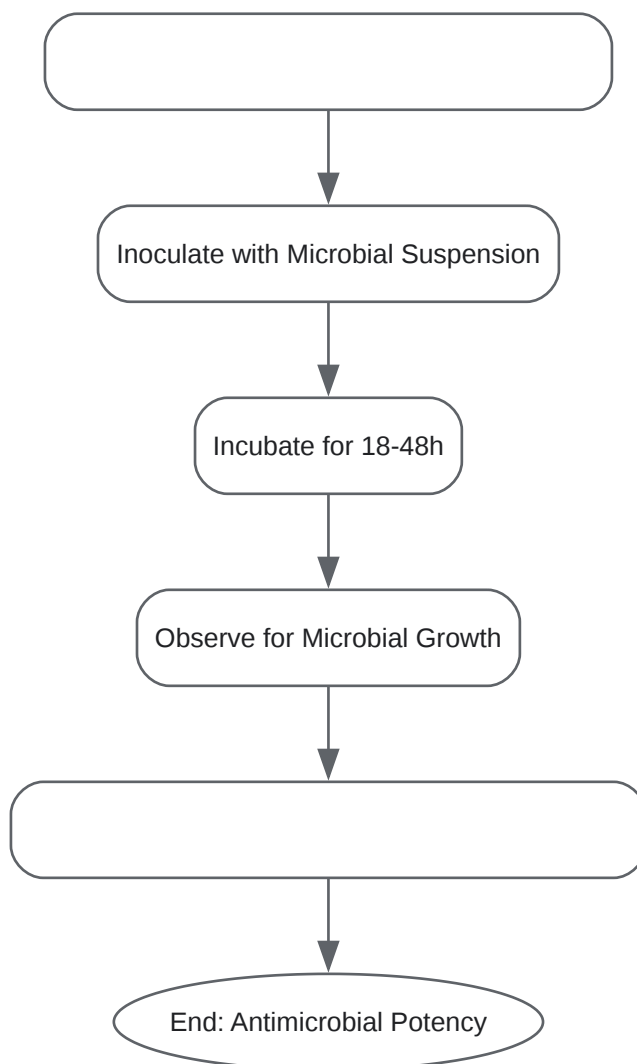 Inoculate with Microbial Suspension
Incubate for 18-48h
Observe for Microbial Growth
End: Antimicrobial Potency